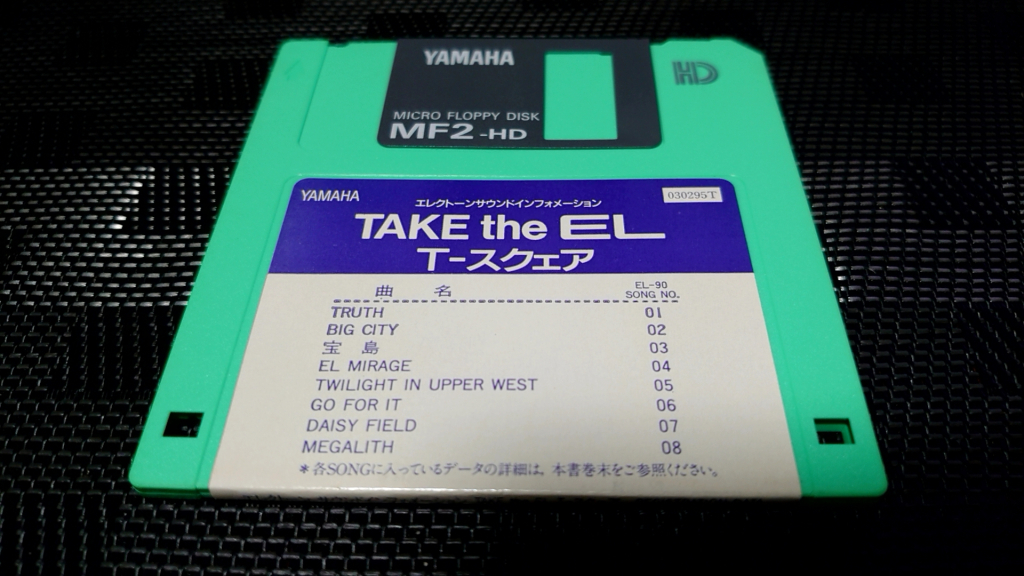 HD
YAMAHA
MICRO FLOPPY DISK
MF2-HD
YAMAHA
030295T
エレクトーンサウンドインフォメーション
TAKE the EL
T-スクェア
曲 名 EL-90 SONG NO.
TRUTH 01
BIG CITY 02
宝 島 03
EL MIRAGE 04
TWILIGHT IN UPPER WEST 05
GO FOR IT 06
DAISY FIELD 07
MEGALITH 08
*各SONGに入っているデータの詳細は、本書巻末をご参照ください。